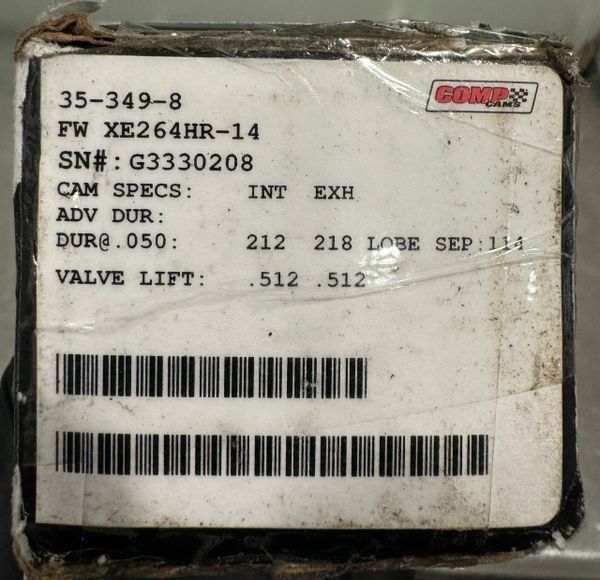 35-349-8
COMP
CAMS
FW XE264HR-14
SN#: G3330208
CAM SPECS: INT EXH
ADV DUR:
DUR@.050: 212 218 LOBE SEP:114
VALVE LIFT: .512 .512